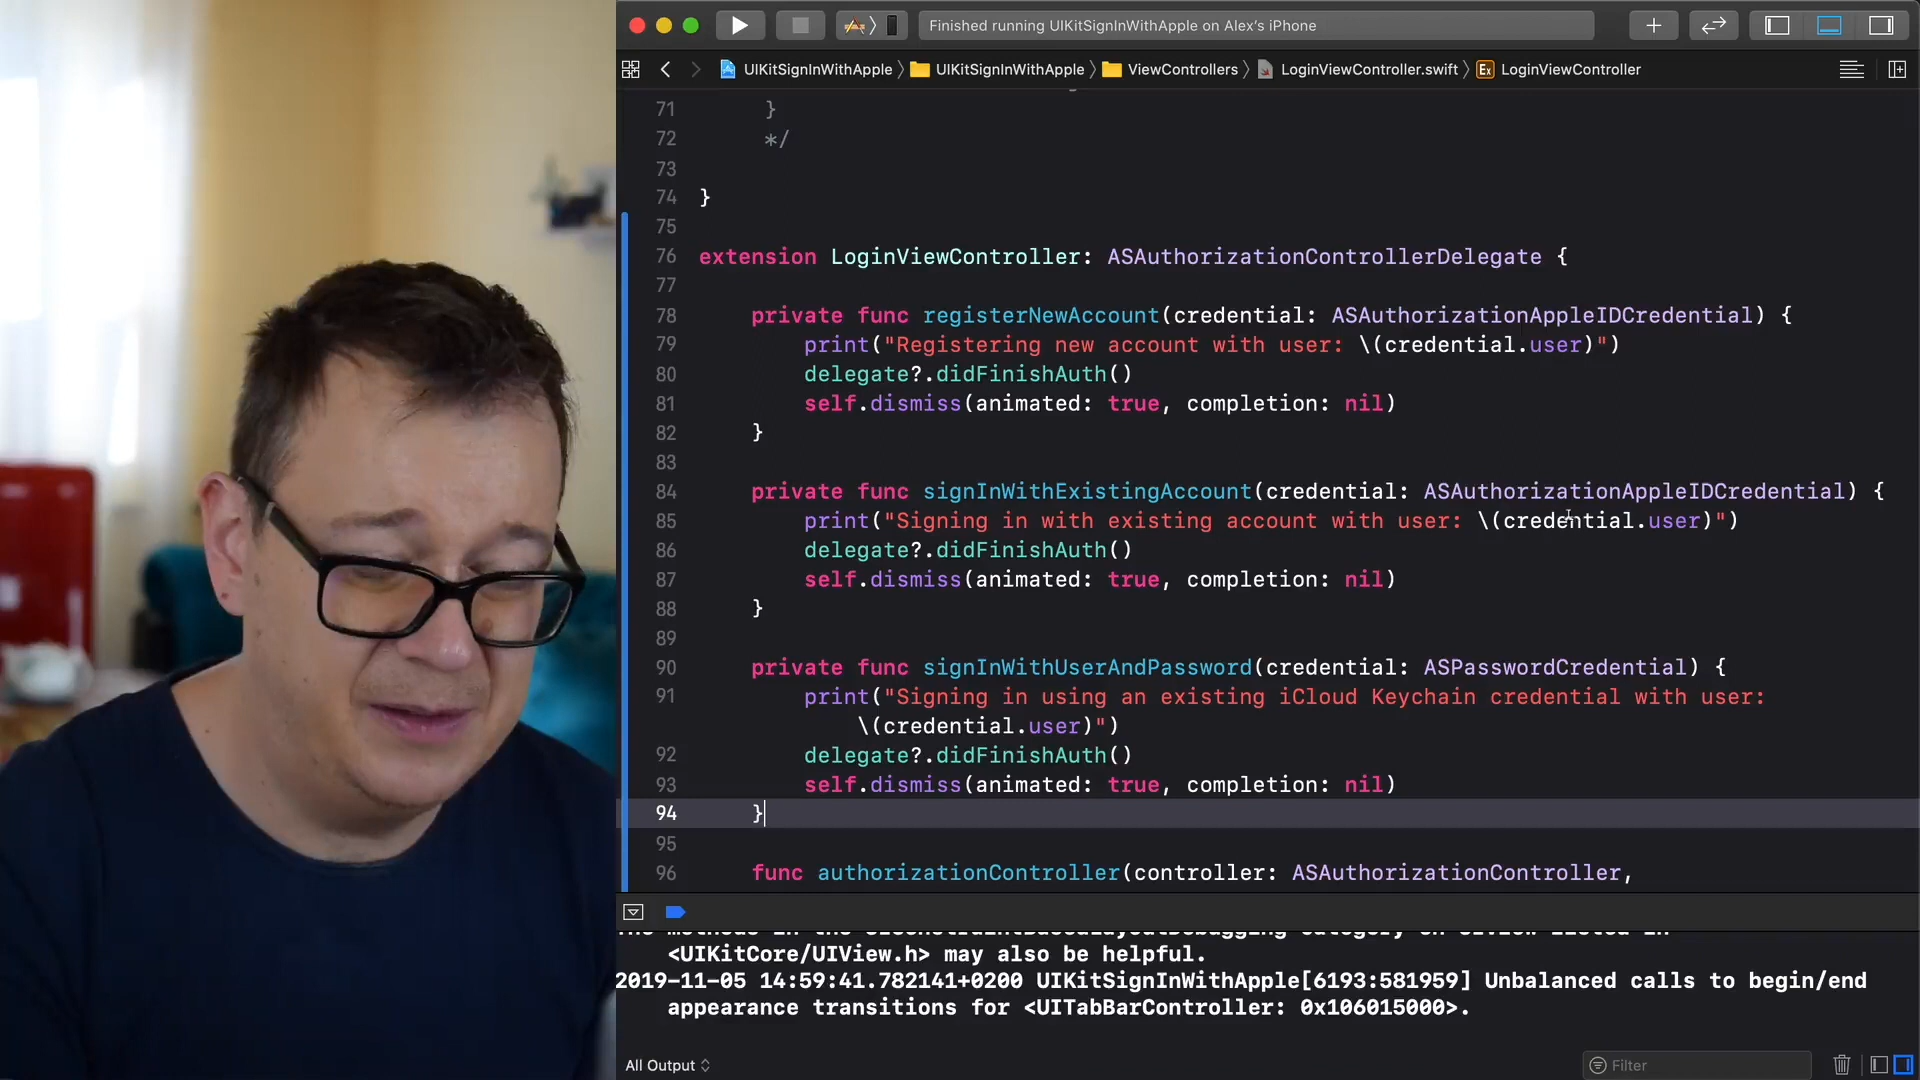 Finished running UIKitSignInWithApple on Alex's iPhone
UIKitSignInWithApple 〉 UIKitSignInWithApple 〉 ViewControllers 〉 LoginViewController.swift 〉 Ex LoginViewController
71 }
72 */
73
74 }
75
76 extension LoginViewController: ASAuthorizationControllerDelegate {
77
78 private func registerNewAccount(credential: ASAuthorizationAppleIDCredential) {
79 print("Registering new account with user: \(credential.user)")
80 delegate?.didFinishAuth()
81 self.dismiss(animated: true, completion: nil)
82 }
83
84 private func signInWithExistingAccount(credential: ASAuthorizationAppleIDCredential) {
85 print("Signing in with existing account with user: \(credential.user)")
86 delegate?.didFinishAuth()
87 self.dismiss(animated: true, completion: nil)
88 }
89
90 private func signInWithUserAndPassword(credential: ASPasswordCredential) {
91 print("Signing in using an existing iCloud Keychain credential with user:
\(credential.user)")
92 delegate?.didFinishAuth()
93 self.dismiss(animated: true, completion: nil)
94 }
95
96 func authorizationController(controller: ASAuthorizationController,
<UIKitCore/UIView.h> may also be helpful.
2019-11-05 14:59:41.782141+0200 UIKitSignInWithApple[6193:581959] Unbalanced calls to begin/end
appearance transitions for <UITabBarController: 0x106015000>.
All Output
Filter